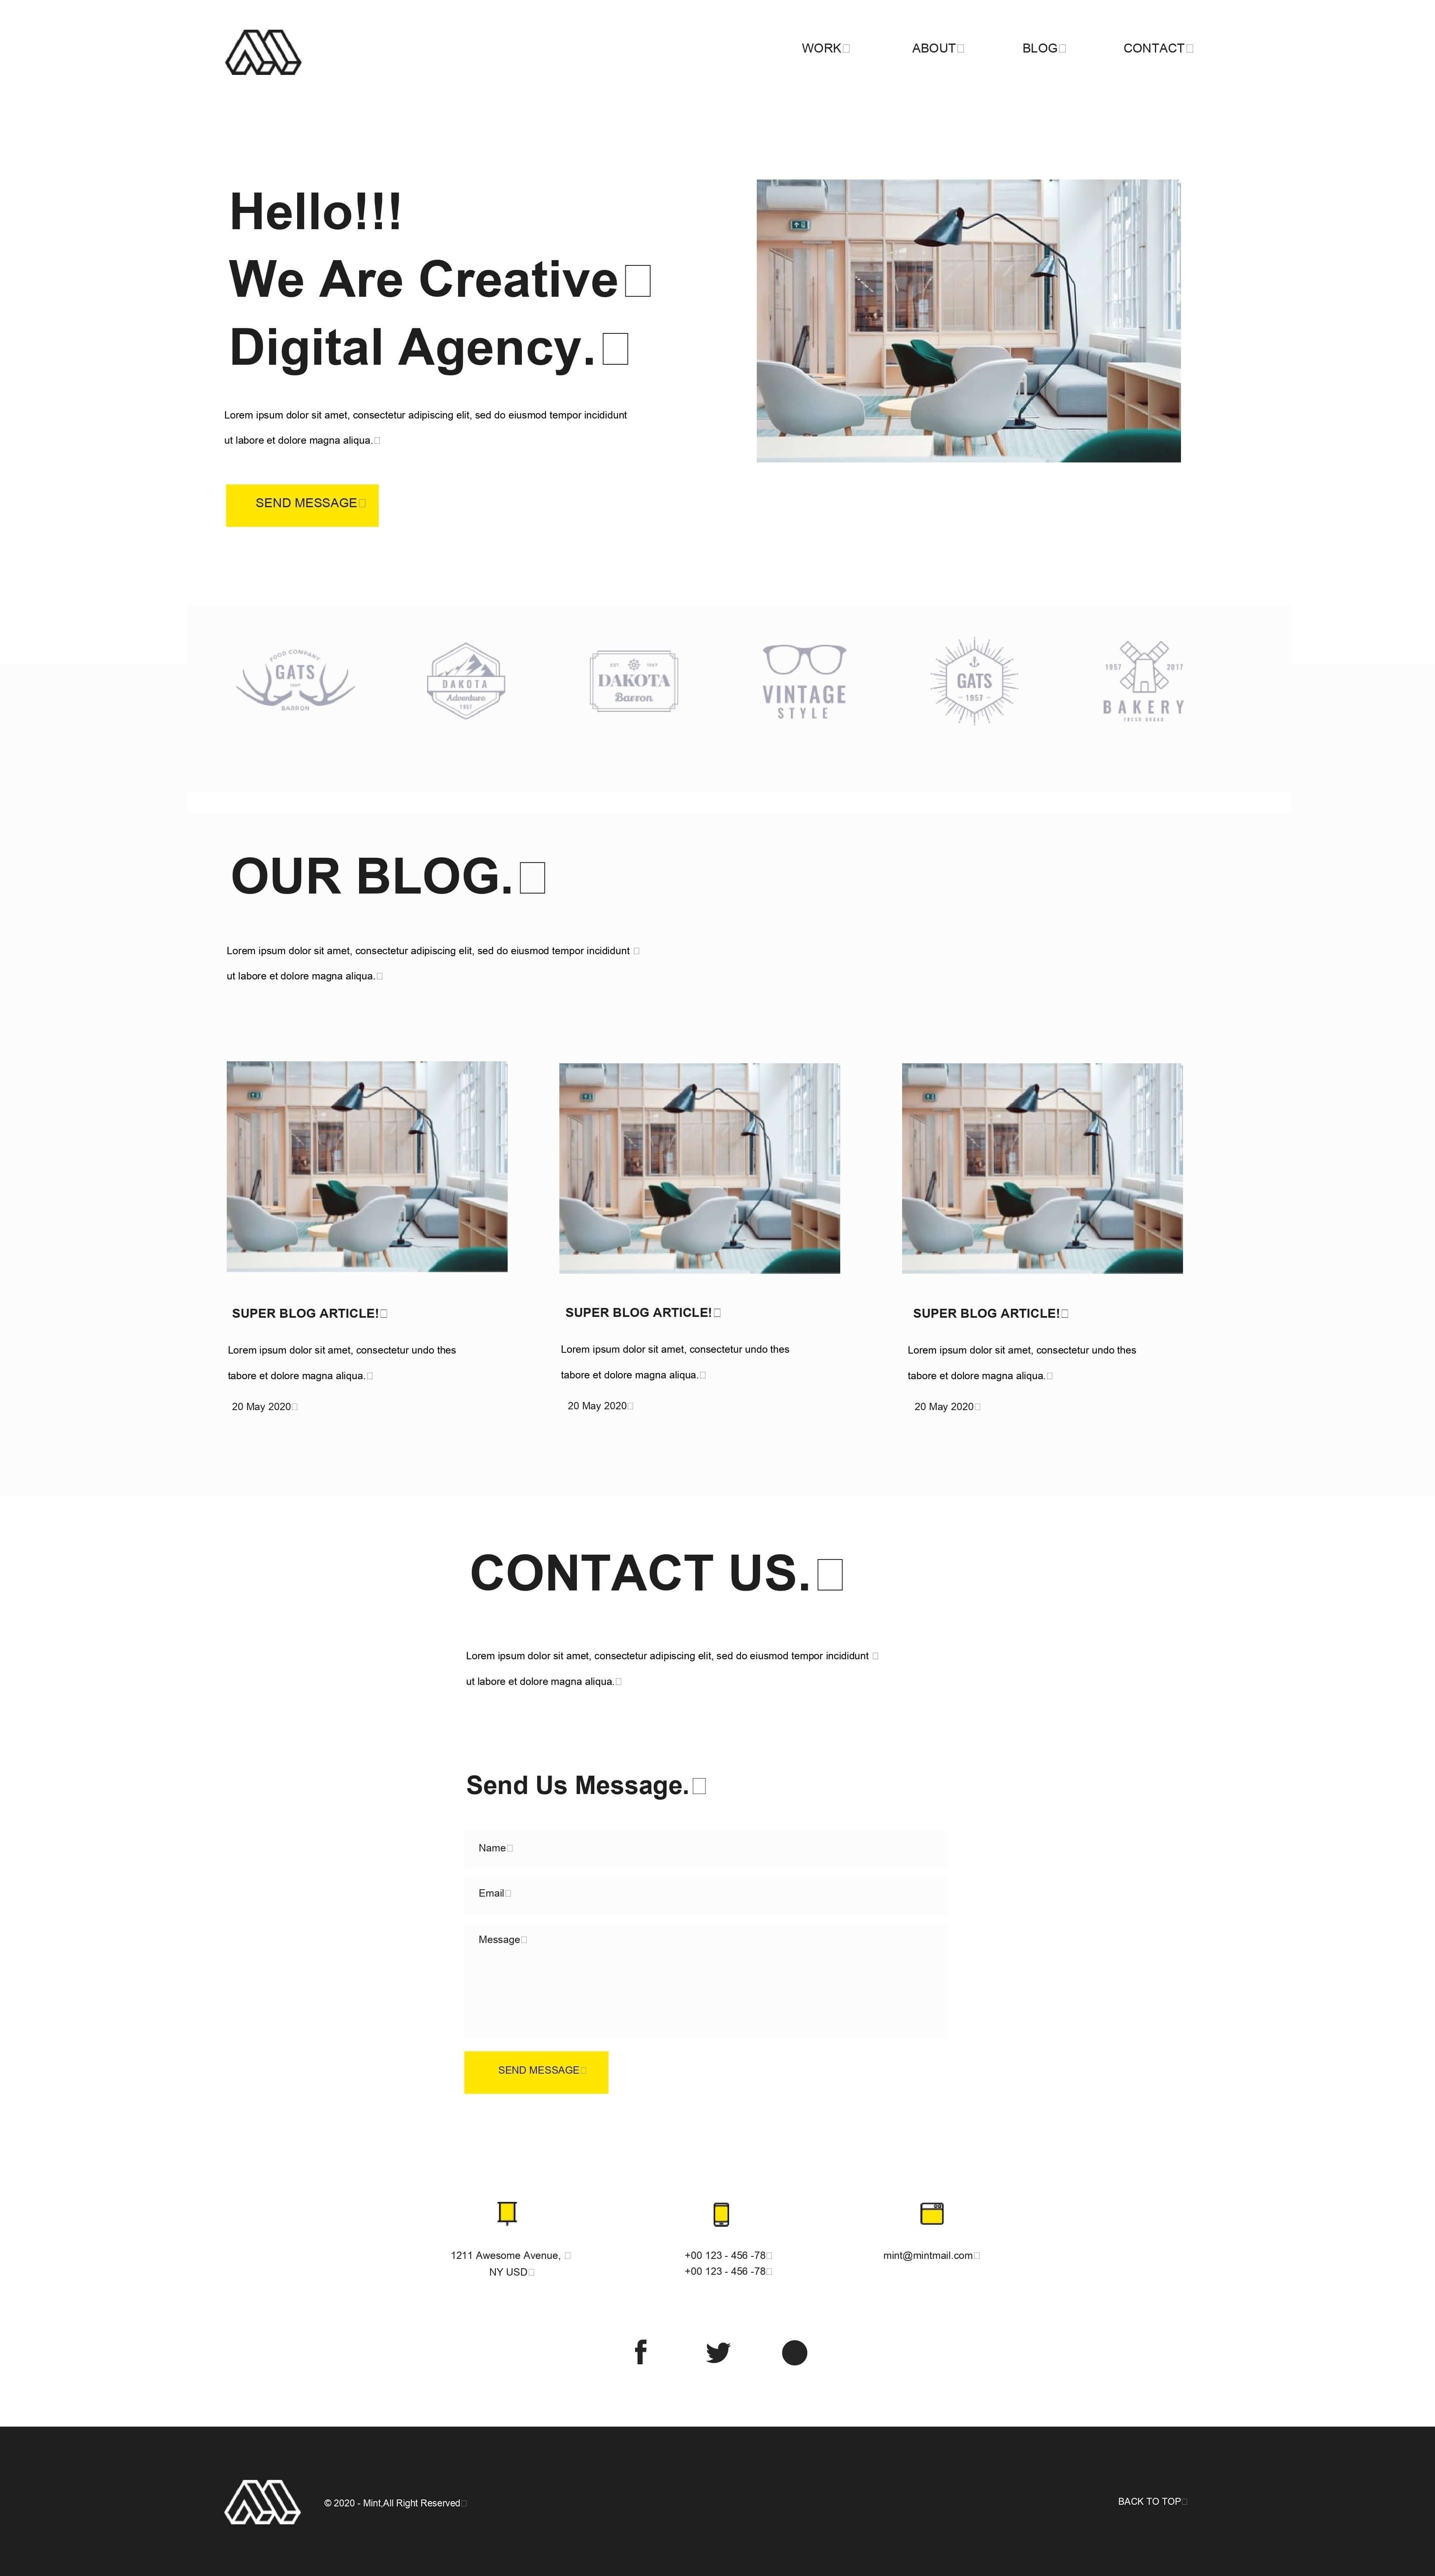 WORK
ABOUT
BLOG
CONTACT
Hello!!!
We Are Creative
Digital Agency.
Lorem ipsum dolor sit amet, consectetur adipiscing elit, sed do eiusmod tempor incididunt
ut labore et dolore magna aliqua.
SEND MESSAGE
FOOD COMPANY
GATS
BARRON
DAKOTA
Adventure
1957
EST 1987
DAKOTA
Barron
VINTAGE
STYLE
GATS
- 1957 -
1957 2017
BAKERY
FRESH BREAD
OUR BLOG.
Lorem ipsum dolor sit amet, consectetur adipiscing elit, sed do eiusmod tempor incididunt
ut labore et dolore magna aliqua.
SUPER BLOG ARTICLE!
Lorem ipsum dolor sit amet, consectetur undo thes
tabore et dolore magna aliqua.
20 May 2020
SUPER BLOG ARTICLE!
Lorem ipsum dolor sit amet, consectetur undo thes
tabore et dolore magna aliqua.
20 May 2020
SUPER BLOG ARTICLE!
Lorem ipsum dolor sit amet, consectetur undo thes
tabore et dolore magna aliqua.
20 May 2020
CONTACT US.
Lorem ipsum dolor sit amet, consectetur adipiscing elit, sed do eiusmod tempor incididunt
ut labore et dolore magna aliqua.
Send Us Message.
Name
Email
Message
SEND MESSAGE
1211 Awesome Avenue,
NY USD
+00 123 - 456 -78
+00 123 - 456 -78
mint@mintmail.com
© 2020 - Mint,All Right Reserved
BACK TO TOP